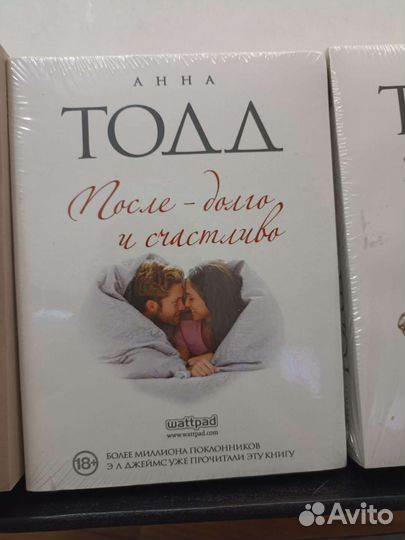 АННА
ТОДД
После – долго
и счастливо
wattpad
www.wattpad.com
18+
БОЛЕЕ МИЛЛИОНА ПОКЛОННИКОВ
Э Л ДЖЕЙМС УЖЕ ПРОЧИТАЛИ ЭТУ КНИГУ
Avito